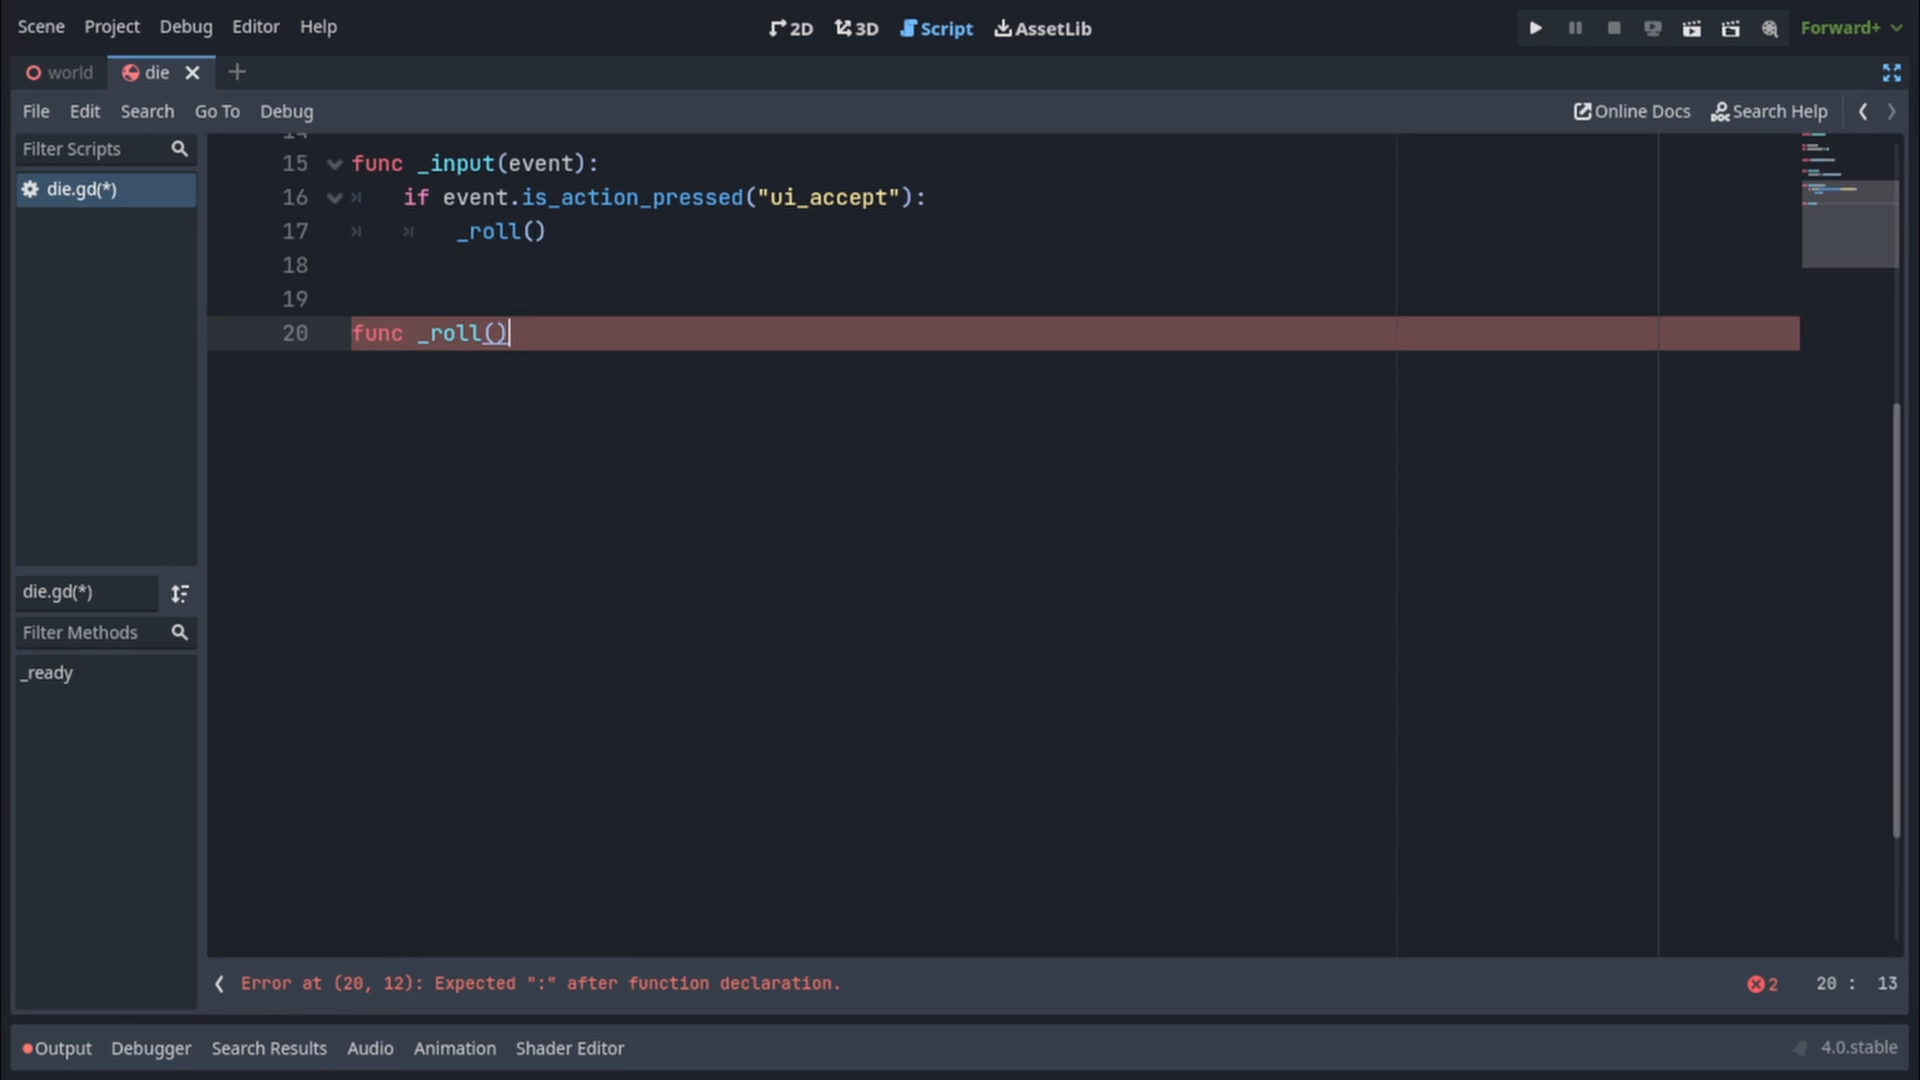 Scene Project Debug Editor Help
2D 3D Script AssetLib
Forward+
world die
File Edit Search Go To Debug
Online Docs Search Help
Filter Scripts
die.gd(*)
die.gd(*)
Filter Methods
_ready
14
15 func _input(event):
16 if event.is_action_pressed("ui_accept"):
17 _roll()
18
19
20 func _roll()
Error at (20, 12): Expected ":" after function declaration.
2 20 : 13
Output Debugger Search Results Audio Animation Shader Editor
4.0.stable